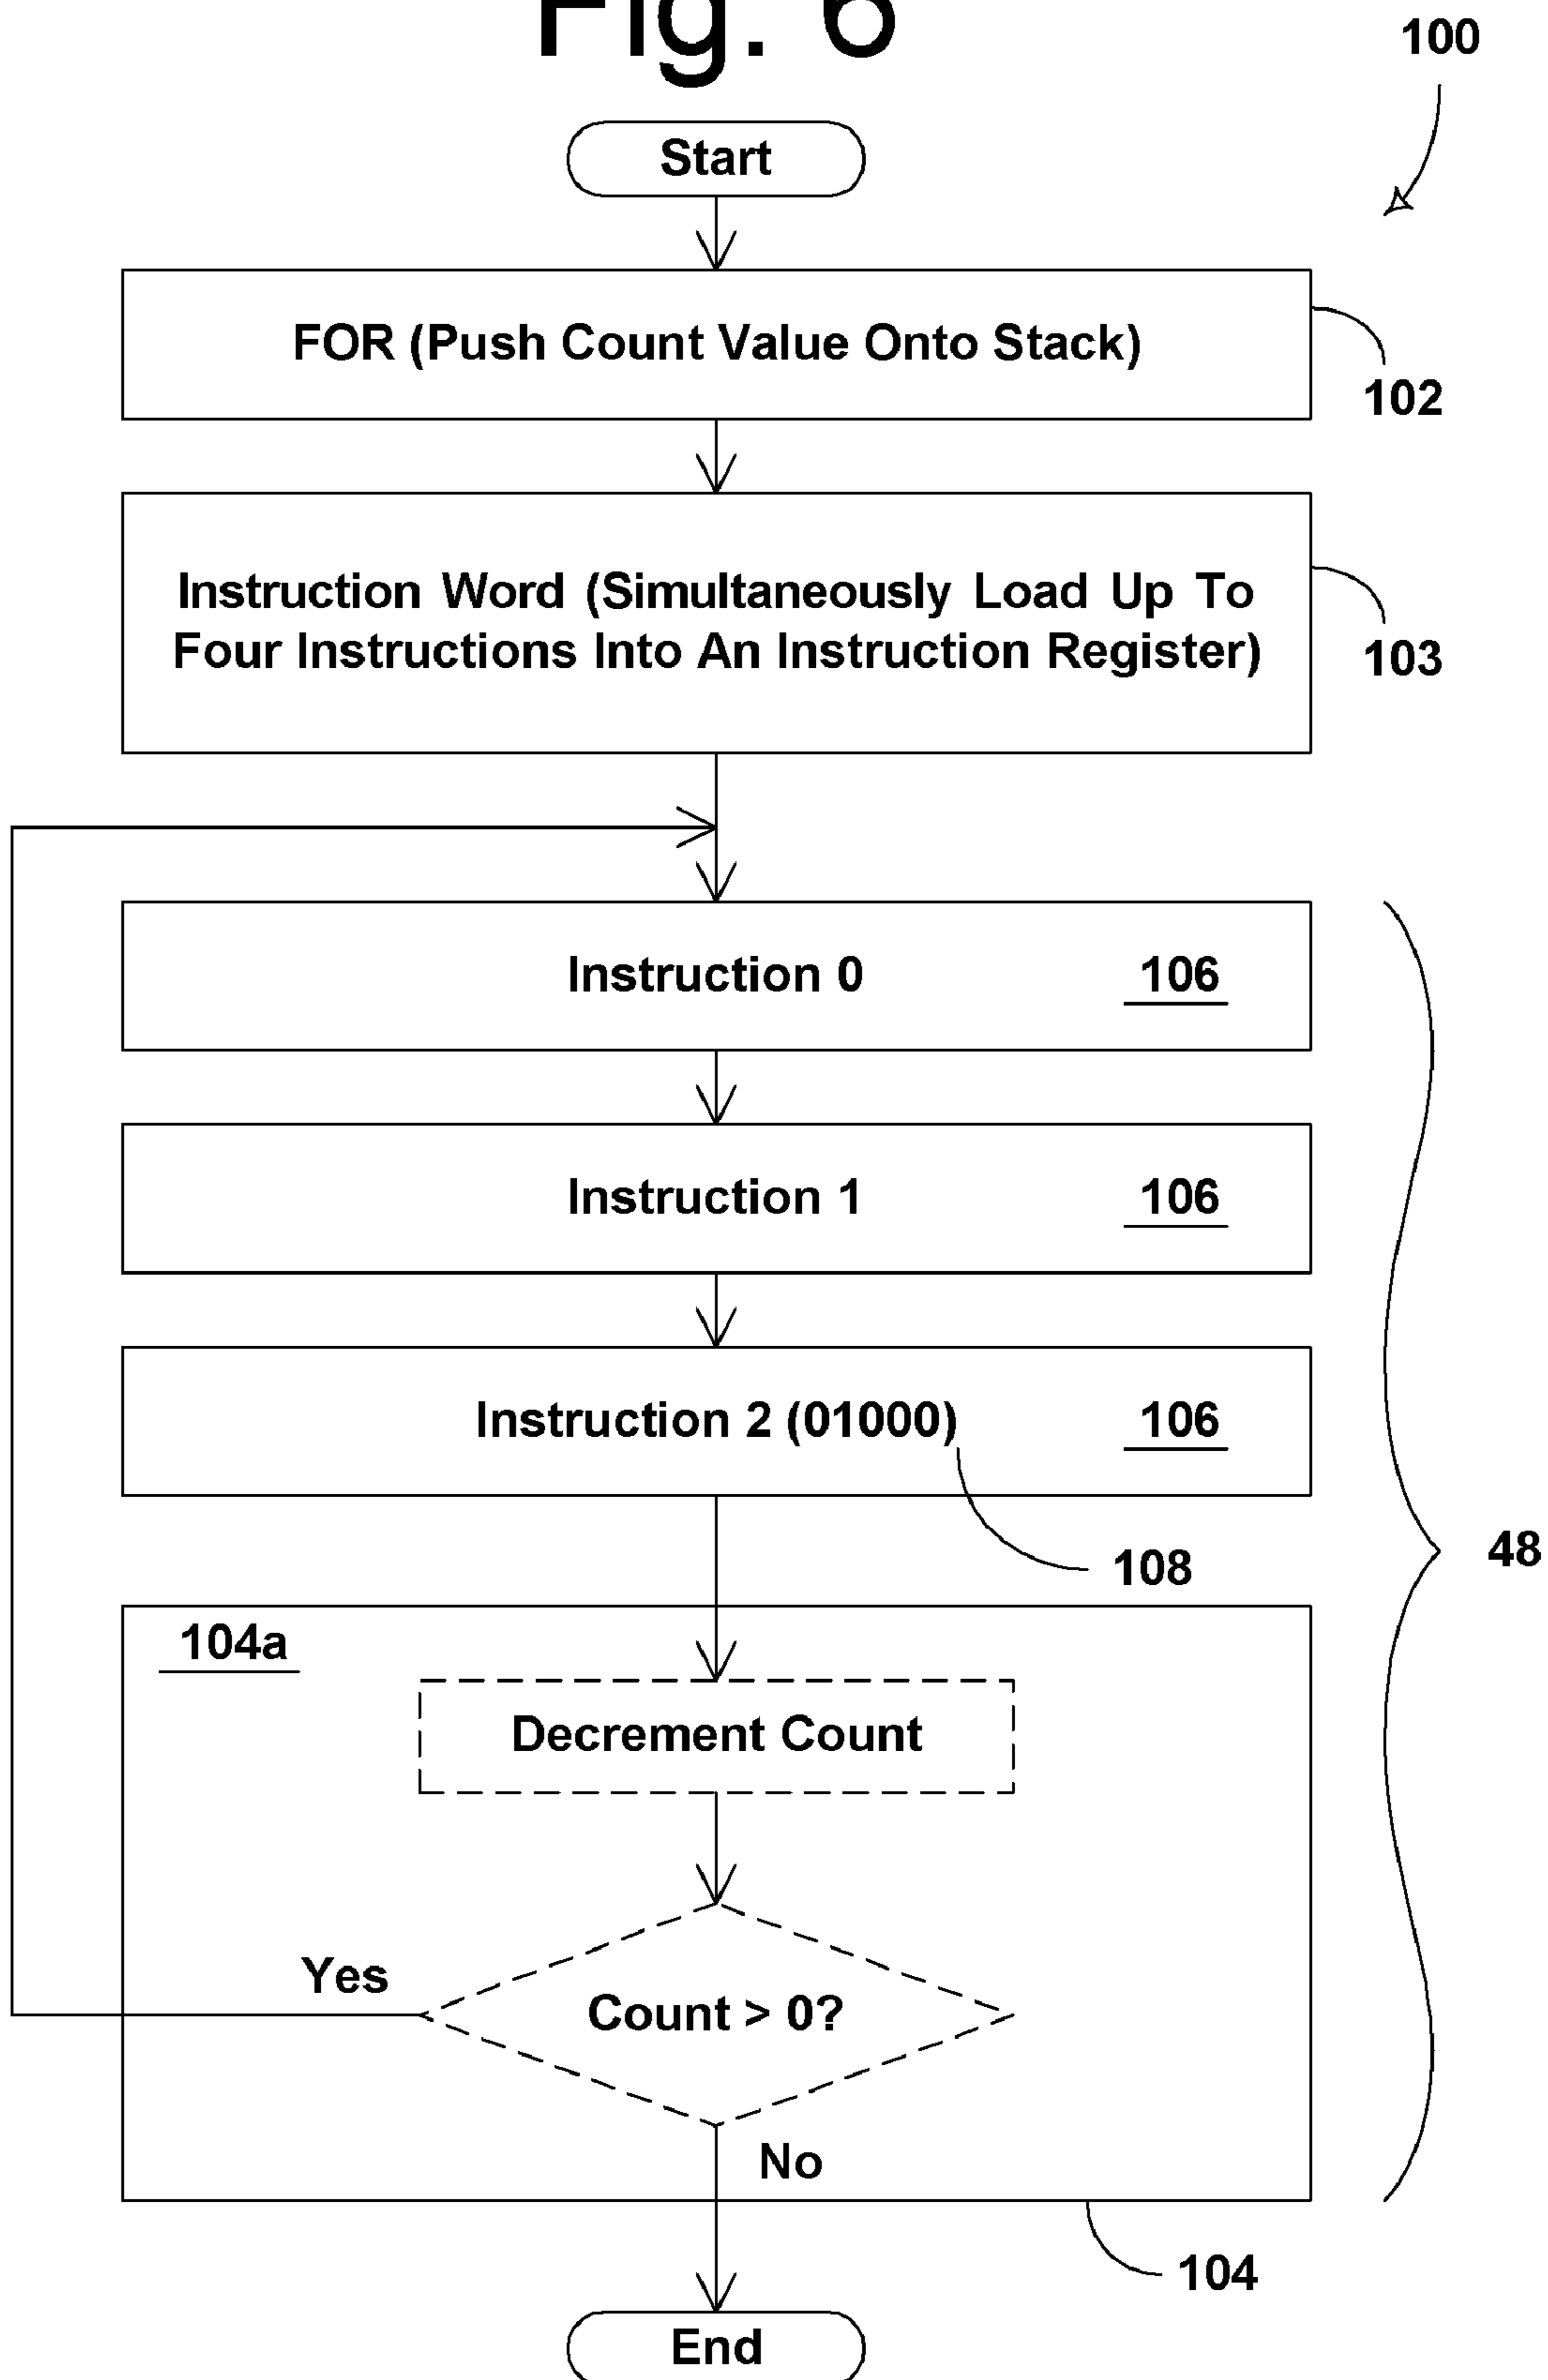 Fig. 6
100
Start
FOR (Push Count Value Onto Stack)
102
Instruction Word (Simultaneously Load Up To
Four Instructions Into An Instruction Register)
103
Instruction 0 106
Instruction 1 106
Instruction 2 (01000) 106
48
108
104a
Decrement Count
Yes
Count > 0?
No
104
End